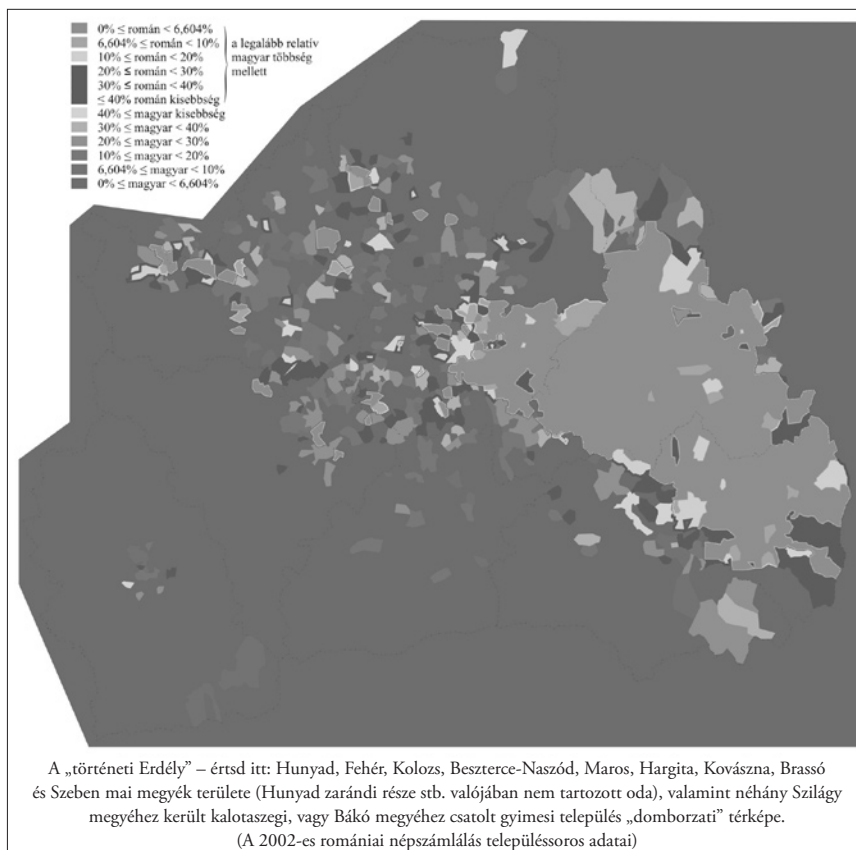 0% ≤ román < 6,604%
6,604% ≤ román < 10%
10% ≤ román < 20%
20% ≤ román < 30%
30% ≤ román < 40%
≤ 40% román kisebbség
a legalább relatív
magyar többség
mellett
40% ≤ magyar kisebbség
30% ≤ magyar < 40%
20% ≤ magyar < 30%
10% ≤ magyar < 20%
6,604% ≤ magyar < 10%
0% ≤ magyar < 6,604%
A „történeti Erdély” – értsd itt: Hunyad, Fehér, Kolozs, Beszterce-Naszód, Maros, Hargita, Kovászna, Brassó
és Szeben mai megyék területe (Hunyad zarándi része stb. valójában nem tartozott oda), valamint néhány Szilágy
megyéhez került kalotaszegi, vagy Bákó megyéhez csatolt gyimesi település „domborzati” térképe.
(A 2002-es romániai népszámlálás településsoros adatai)